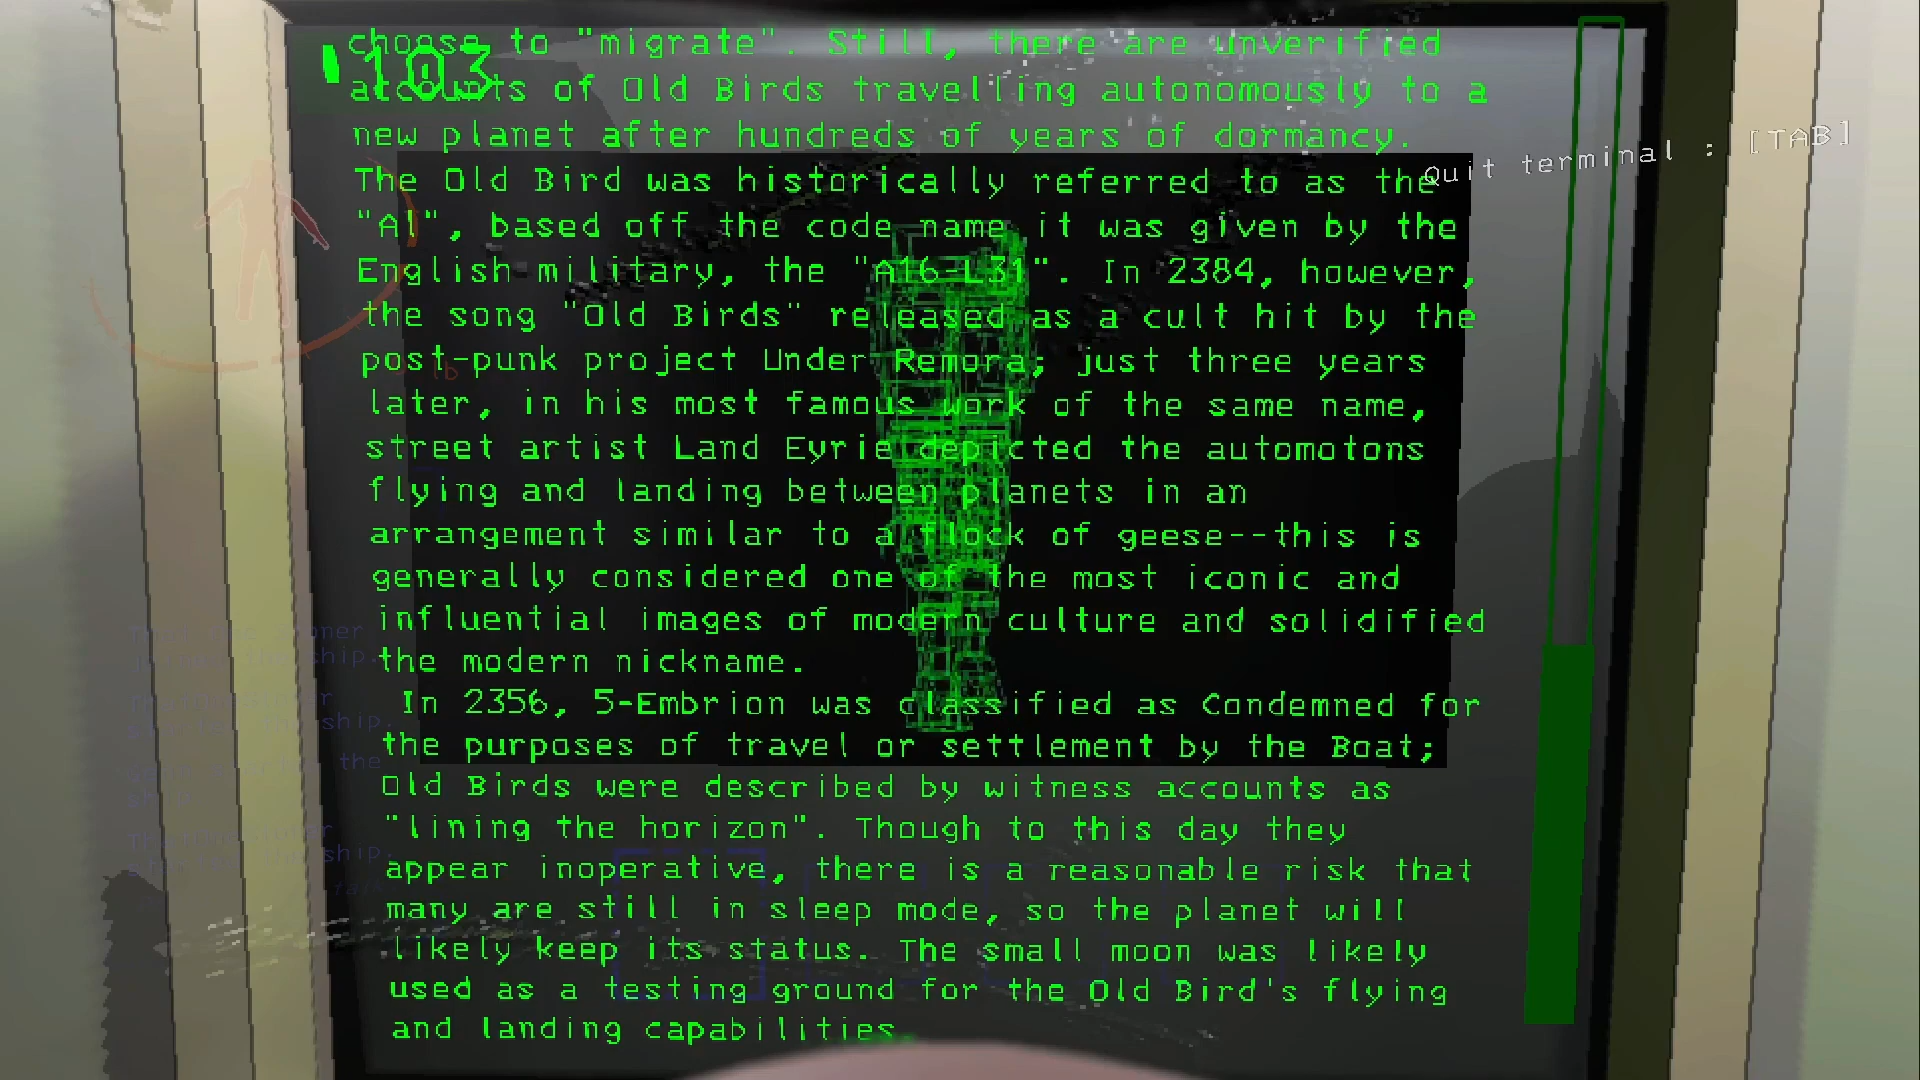 choose to "migrate". Still, there are unverified
103
accounts of Old Birds travelling autonomously to a
new planet after hundreds of years of dormancy.
Quit terminal : [TAB]
The Old Bird was historically referred to as the
"Al", based off the code name it was given by the
English military, the "A16-L31". In 2384, however,
the song "Old Birds" released as a cult hit by the
post-punk project Under Remora; just three years
later, in his most famous work of the same name,
street artist Land Eyrie depicted the automotons
flying and landing between planets in an
arrangement similar to a flock of geese--this is
generally considered one of the most iconic and
influential images of modern culture and solidified
the modern nickname.
In 2356, 5-Embrion was classified as Condemned for
the purposes of travel or settlement by the Boat;
Old Birds were described by witness accounts as
"lining the horizon". Though to this day they
appear inoperative, there is a reasonable risk that
many are still in sleep mode, so the planet will
likely keep its status. The small moon was likely
used as a testing ground for the Old Bird's flying
and landing capabilities.
lb
ship.
ship.
the
ship.
talk